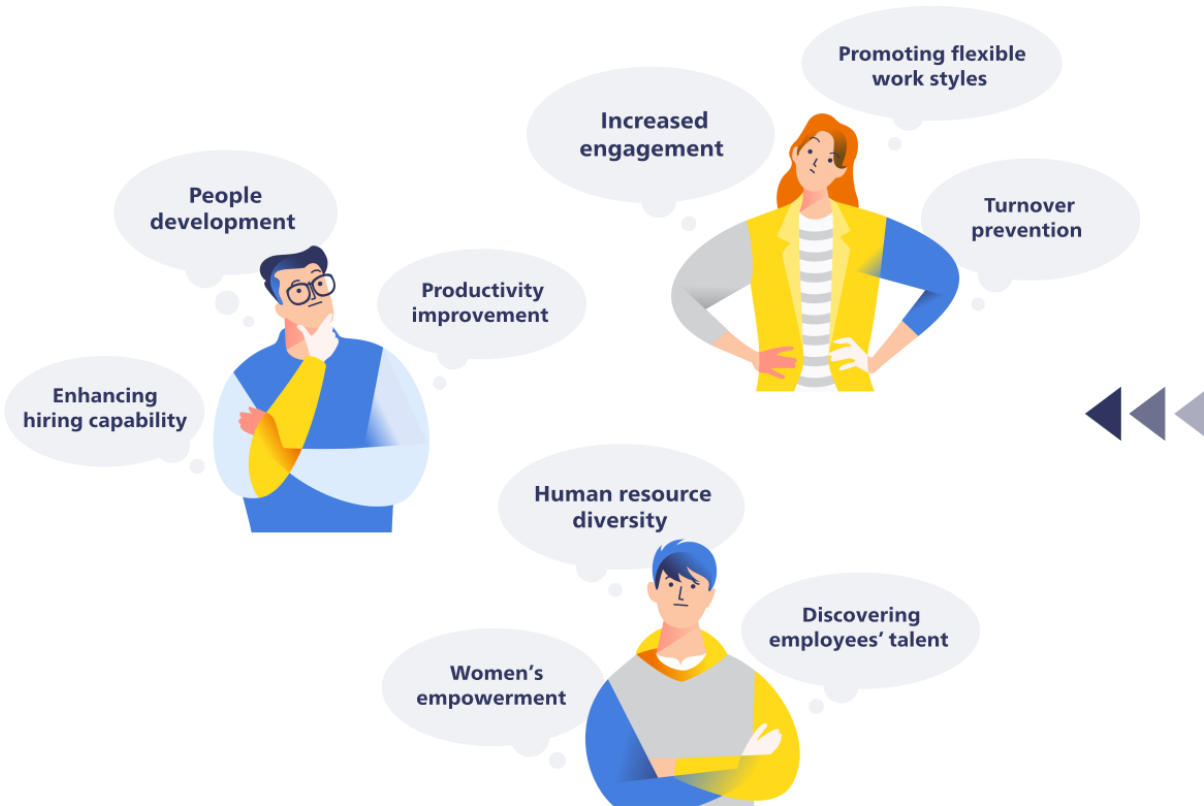 Promoting flexible
work styles
Increased
engagement
Turnover
prevention
People
development
Productivity
improvement
Enhancing
hiring capability
Human resource
diversity
Discovering
employees’ talent
Women’s
empowerment